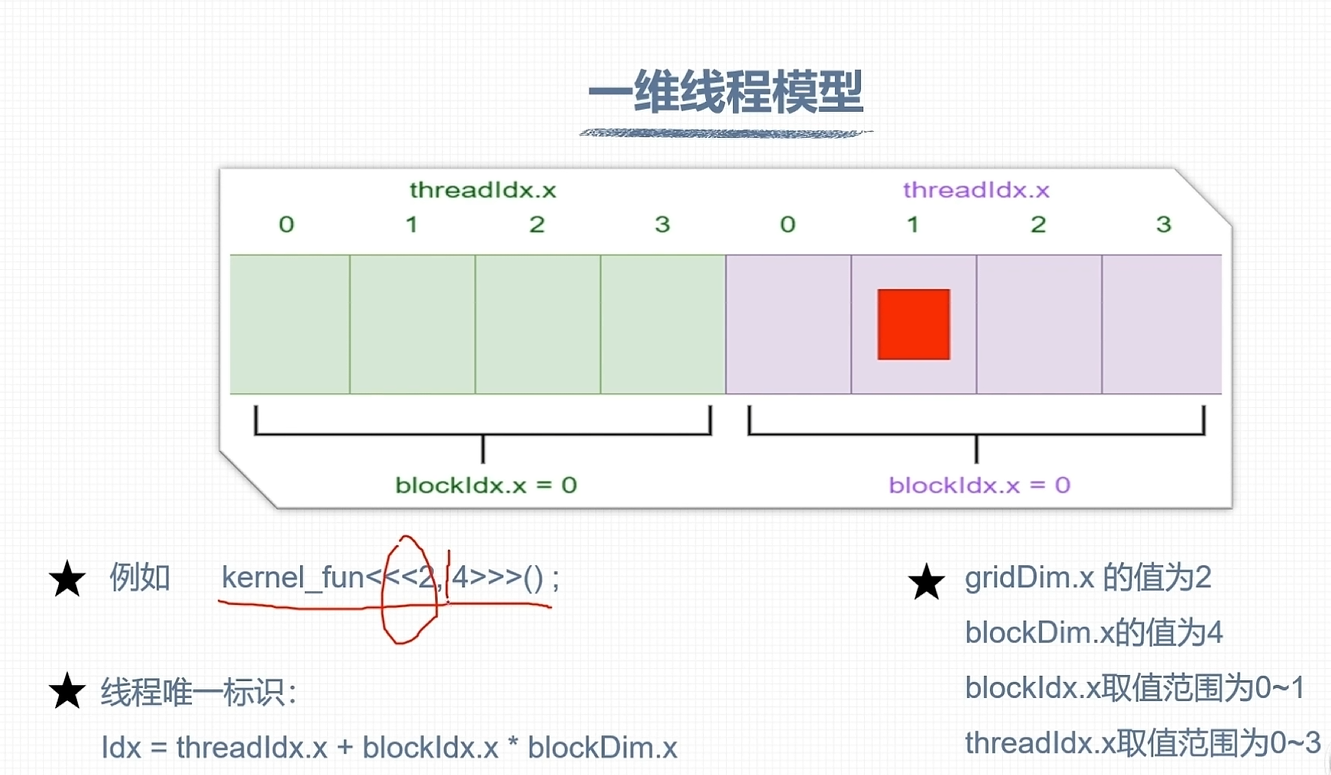 一维线程模型
threadIdx.x threadIdx.x
0 1 2 3 0 1 2 3
blockIdx.x = 0 blockIdx.x = 0
★ 例如 kernel_fun<<<2, 4>>>() ;
★ 线程唯一标识：
Idx = threadIdx.x + blockIdx.x * blockDim.x
★ gridDim.x 的值为2
blockDim.x的值为4
blockIdx.x取值范围为0~1
threadIdx.x取值范围为0~3